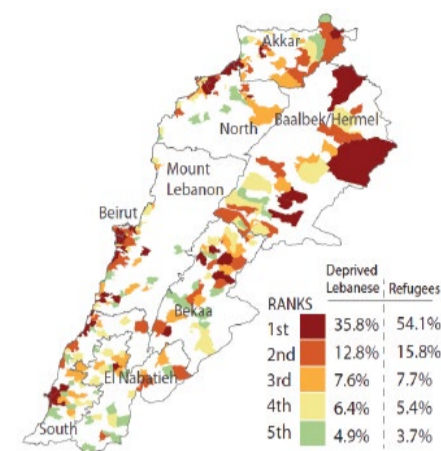 Akkar
North
Baalbek/Hermel
Mount
Lebanon
Beirut
Bekaa
El Nabatieh
South
Deprived
Lebanese
Refugees
RANKS
1st 35.8% 54.1%
2nd 12.8% 15.8%
3rd 7.6% 7.7%
4th 6.4% 5.4%
5th 4.9% 3.7%